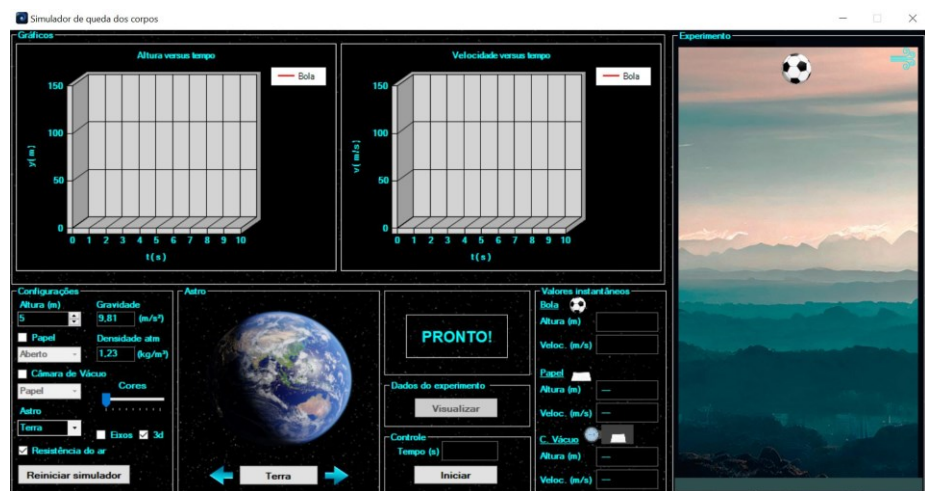 Simulador de queda dos corpos
Gráficos
Altura versus tempo
Bola
150
100
50
0
y( m )
0 1 2 3 4 5 6 7 8 9 10
t( s )
Velocidade versus tempo
Bola
150
100
50
0
v( m/s )
0 1 2 3 4 5 6 7 8 9 10
t( s )
Experimento
Configurações
Altura (m) Gravidade
5 9,81 (m/s²)
Papel Densidade atm
Aberto 1,23 (kg/m³)
Câmara de Vácuo
Papel Cores
Astro
Terra Eixos 3d
Resistência do ar
Reiniciar simulador
Astro
Terra
PRONTO!
Dados do experimento
Visualizar
Controle
Tempo (s)
Iniciar
Valores instantâneos
Bola
Altura (m)
Veloc. (m/s)
Papel
Altura (m) ---
Veloc. (m/s) ---
C. Vácuo
Altura (m) ---
Veloc. (m/s) ---